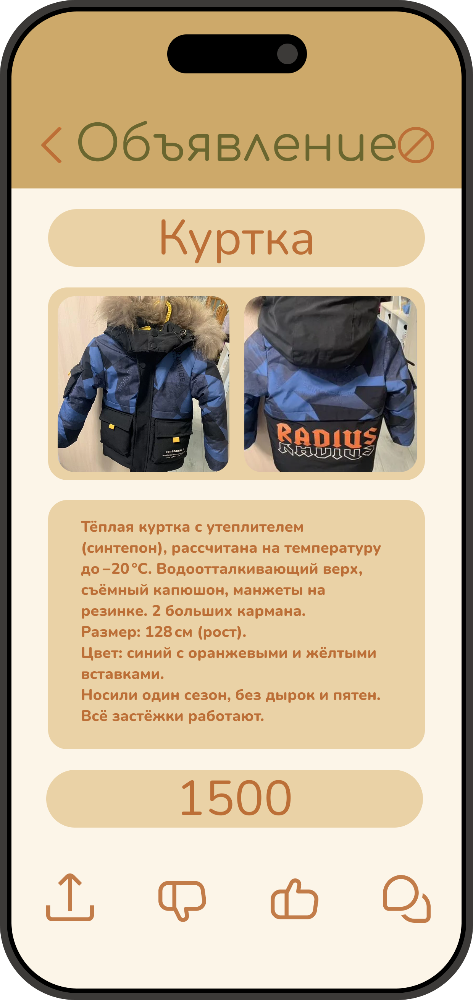 Объявление
Куртка
WORLD
WORLDWIDE
CENTENNIALS
RADIUS
RADIUS
Тёплая куртка с утеплителем
(синтепон), рассчитана на температуру
до –20 °C. Водоотталкивающий верх,
съёмный капюшон, манжеты на
резинке. 2 больших кармана.
Размер: 128 см (рост).
Цвет: синий с оранжевыми и жёлтыми
вставками.
Носили один сезон, без дырок и пятен.
Всё застёжки работают.
1500